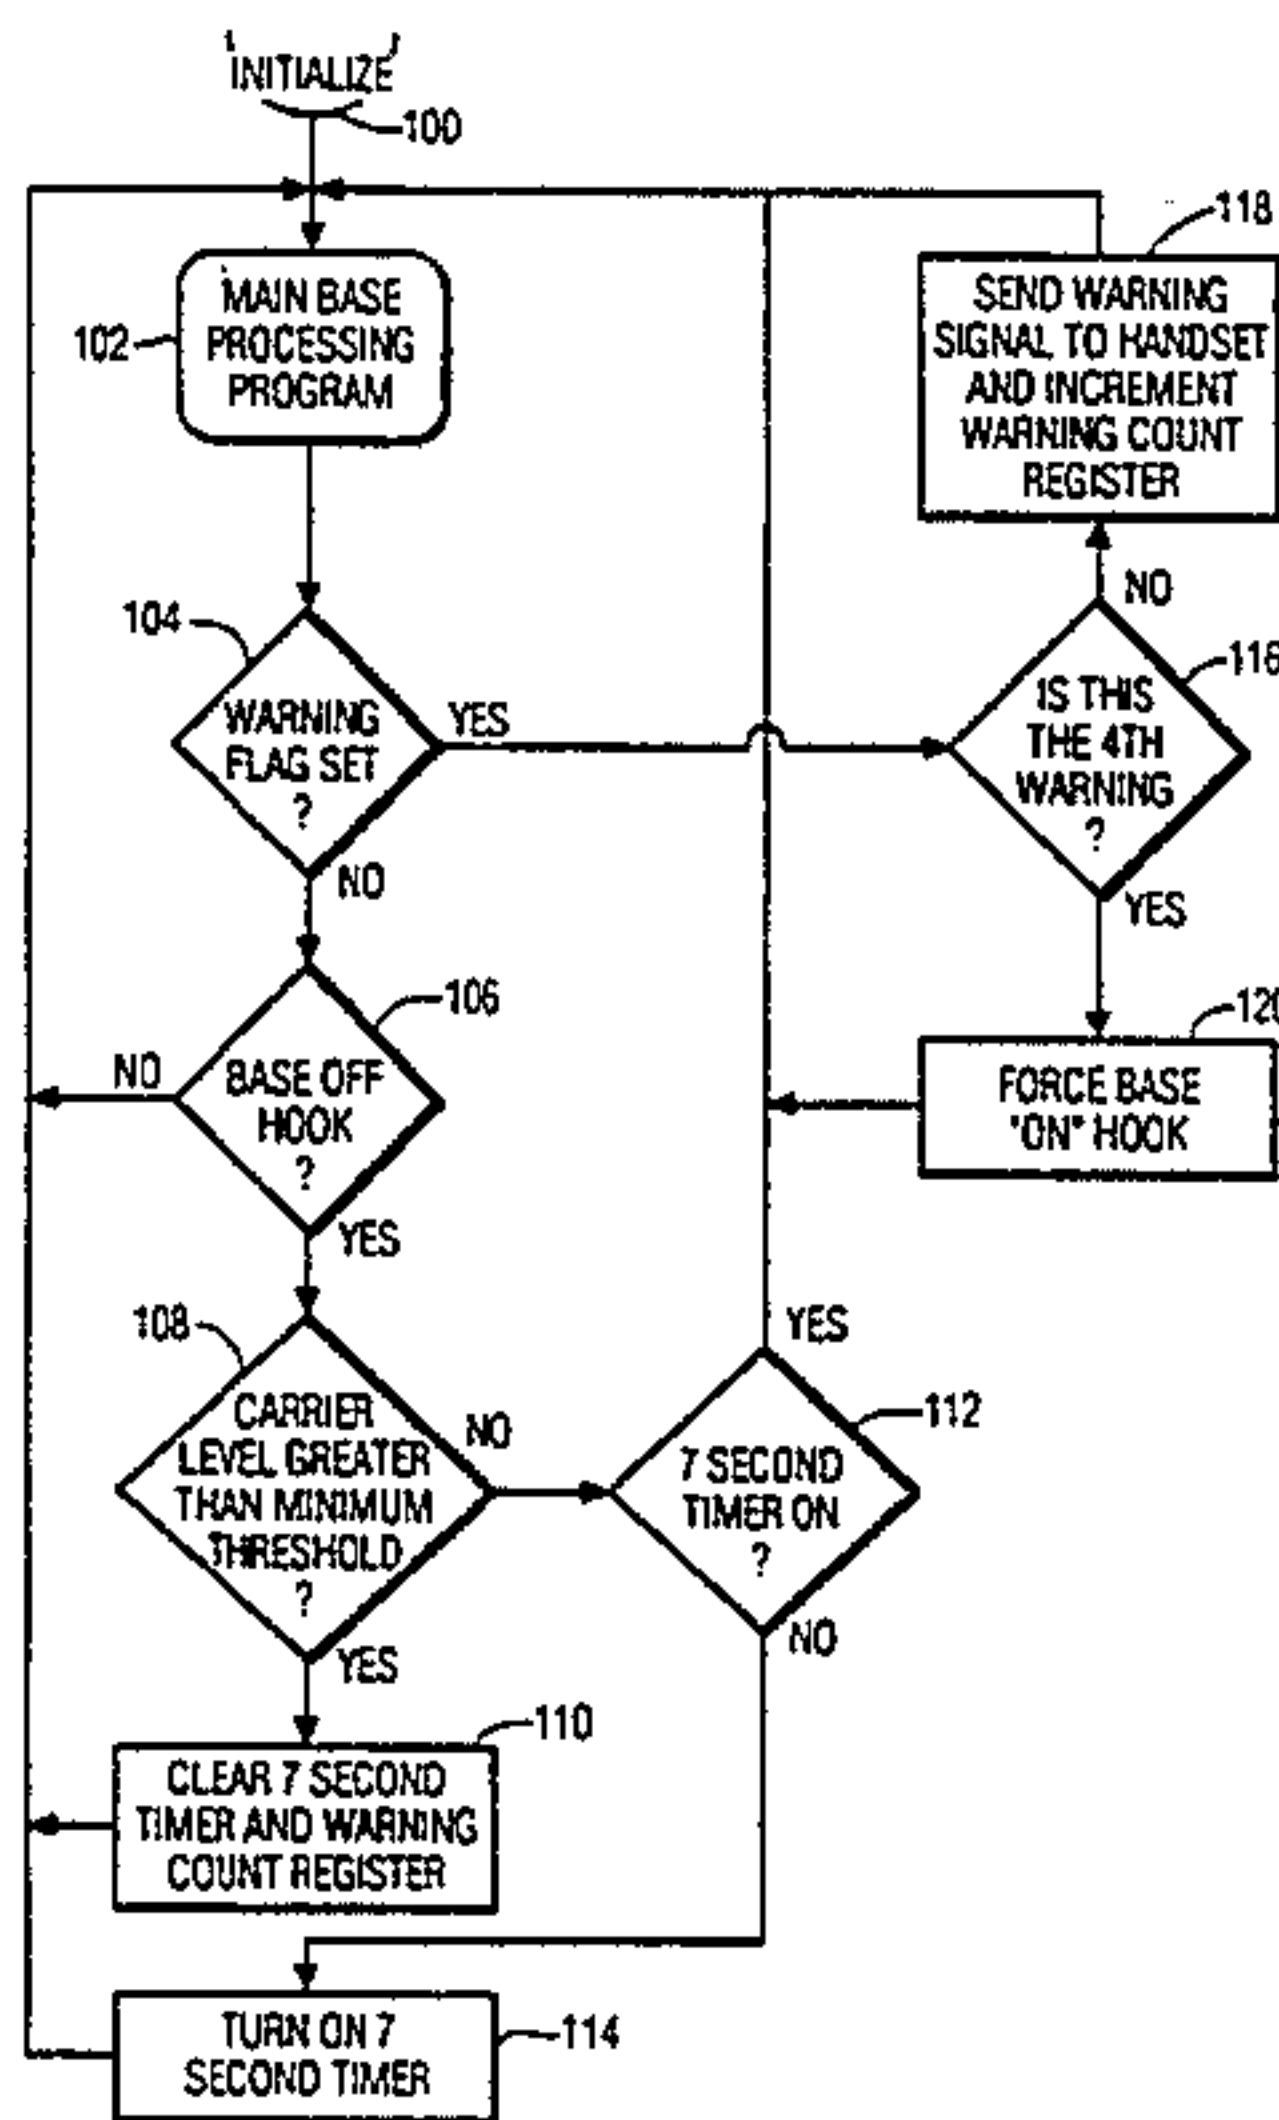 INITIALIZE
100
MAIN BASE
PROCESSING
PROGRAM
102
118
SEND WARNING
SIGNAL TO HANDSET
AND INCREMENT
WARNING COUNT
REGISTER
104
WARNING
FLAG SET
?
YES
NO
116
IS THIS
THE 4TH
WARNING
?
NO
YES
106
BASE OFF
HOOK
?
NO
YES
120
FORCE BASE
"ON" HOOK
108
CARRIER
LEVEL GREATER
THAN MINIMUM
THRESHOLD
?
NO
YES
112
7 SECOND
TIMER ON
?
YES
NO
110
CLEAR 7 SECOND
TIMER AND WARNING
COUNT REGISTER
TURN ON 7
SECOND TIMER
114